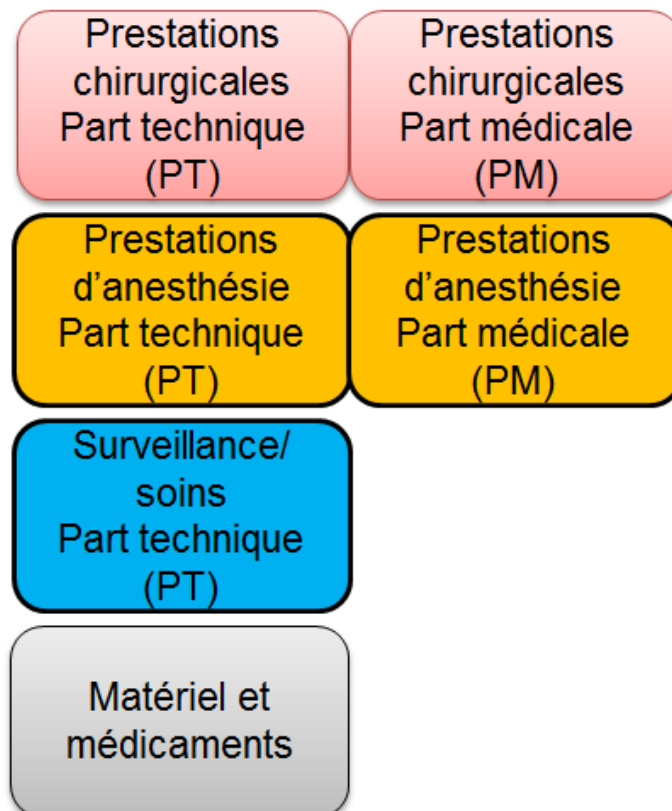 Prestations
chirurgicales
Part technique
(PT)
Prestations
chirurgicales
Part médicale
(PM)
Prestations
d'anesthésie
Part technique
(PT)
Prestations
d'anesthésie
Part médicale
(PM)
Surveillance/
soins
Part technique
(PT)
Matériel et
médicaments